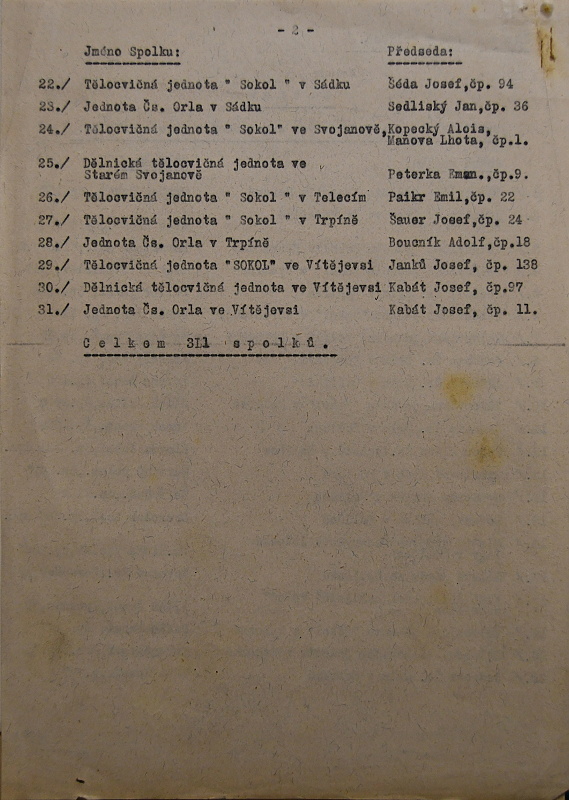 - 2 -
Jméno Spolku: Předseda:
22./ Tělocvičná jednota " Sokol " v Sádku Šéda Josef,čp. 94
23./ Jednota Čs. Orla v Sádku Sedliský Jan,čp. 36
24./ Tělocvičná jednota " Sokol" ve Svojanově,Kopecký Alois,
Maňova Lhota, čp.1.
25./ Dělnická tělocvičná jednota ve
Starém Svojanově Peterka Eman.,čp.9.
26./ Tělocvičná jednota " Sokol " v Telecím Paikr Emil, čp. 22
27./ Tělocvičná jednota " Sokol " v Trpíně Šauer Josef,čp. 24
28./ Jednota Čs. Orla v Trpíně Boucník Adolf,čp.18
29./ Tělocvičná jednota "SOKOL" ve Vítějevsi Janků Josef, čp. 138
30./ Dělnická tělocvičná jednota ve Vítějevsi Kabát Josef, čp.97
31./ Jednota Čs. Orla ve Vítějevsi Kabát Josef, čp. 11.
C e l k e m 3l1 s p o l k ů .